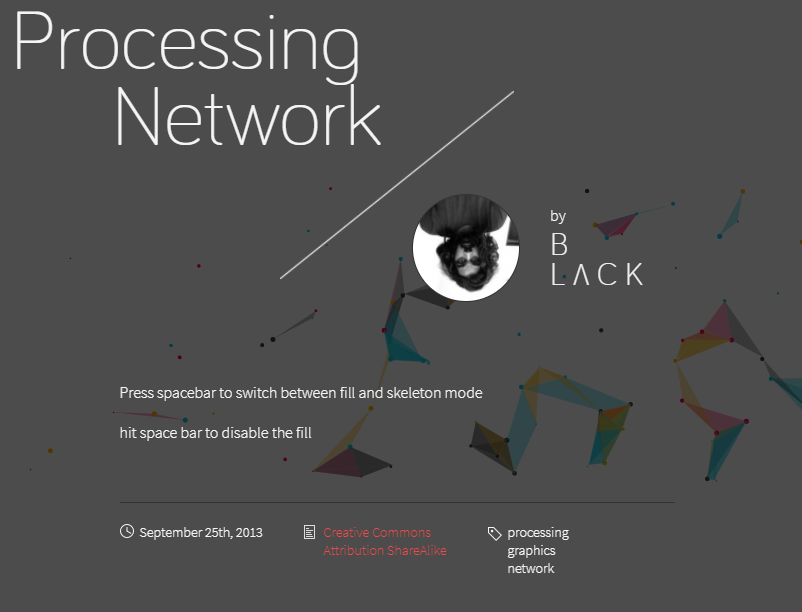 Processing
Network
by
B
LΛCK
Press spacebar to switch between fill and skeleton mode
hit space bar to disable the fill
September 25th, 2013
Creative Commons
Attribution ShareAlike
processing
graphics
network